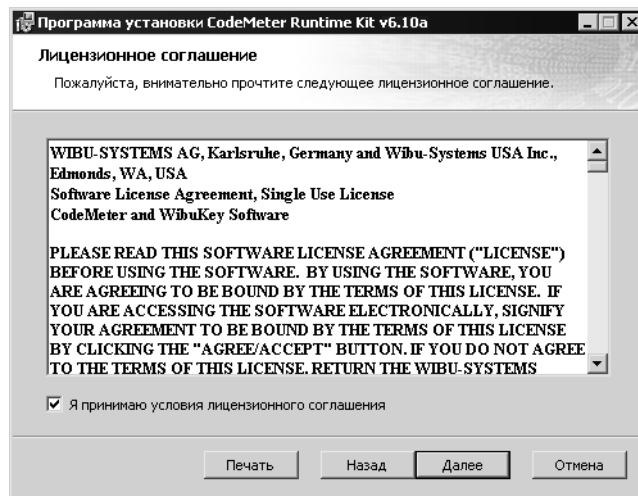 Программа установки CodeMeter Runtime Kit v6.10a
Лицензионное соглашение
Пожалуйста, внимательно прочтите следующее лицензионное соглашение.
WIBU-SYSTEMS AG, Karlsruhe, Germany and Wibu-Systems USA Inc.,
Edmonds, WA, USA
Software License Agreement, Single Use License
CodeMeter and WibuKey Software
PLEASE READ THIS SOFTWARE LICENSE AGREEMENT ("LICENSE")
BEFORE USING THE SOFTWARE. BY USING THE SOFTWARE, YOU
ARE AGREEING TO BE BOUND BY THE TERMS OF THIS LICENSE. IF
YOU ARE ACCESSING THE SOFTWARE ELECTRONICALLY, SIGNIFY
YOUR AGREEMENT TO BE BOUND BY THE TERMS OF THIS LICENSE
BY CLICKING THE "AGREE/ACCEPT" BUTTON. IF YOU DO NOT AGREE
TO THE TERMS OF THIS LICENSE. RETURN THE WIBU-SYSTEMS
Я принимаю условия лицензионного соглашения
Печать Назад Далее Отмена